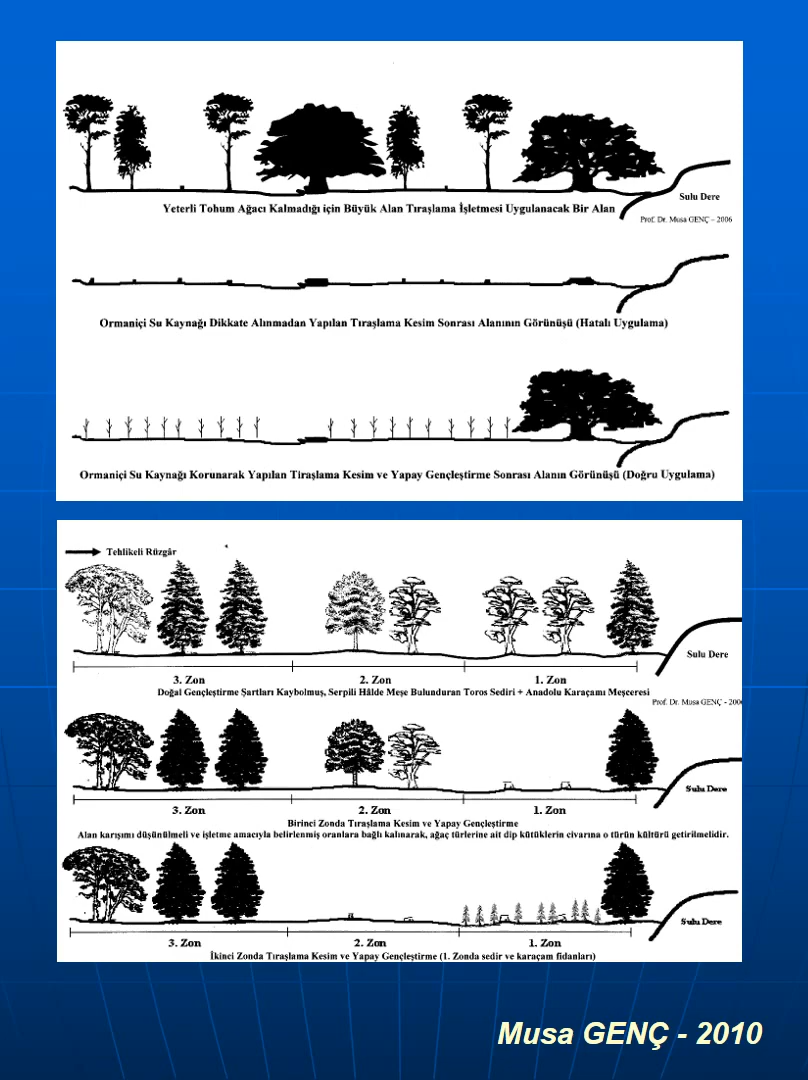 Sulu Dere
Yeterli Tohum Ağacı Kalmadığı için Büyük Alan Tıraşlama İşletmesi Uygulanacak Bir Alan
Prof. Dr. Musa GENÇ – 2006
Ormaniçi Su Kaynağı Dikkate Alınmadan Yapılan Tıraşlama Kesim Sonrası Alanının Görünüşü (Hatalı Uygulama)
Ormaniçi Su Kaynağı Korunarak Yapılan Tiraşlama Kesim ve Yapay Gençleştirme Sonrası Alanın Görünüşü (Doğru Uygulama)
Tehlikeli Rüzgâr
Sulu Dere
3. Zon 2. Zon 1. Zon
Doğal Gençleştirme Şartları Kaybolmuş, Serpili Hâlde Meşe Bulunduran Toros Sediri + Anadolu Karaçamı Meşceresi
Prof. Dr. Musa GENÇ - 2006
Sulu Dere
3. Zon 2. Zon 1. Zon
Birinci Zonda Tıraşlama Kesim ve Yapay Gençleştirme
Alan karışımı düşünülmeli ve işletme amacıyla belirlenmiş oranlara bağlı kalınarak, ağaç türlerine ait dip kütüklerin civarına o türün kültürü getirilmelidir.
Sulu Dere
3. Zon 2. Zon 1. Zon
İkinci Zonda Tıraşlama Kesim ve Yapay Gençleştirme (1. Zonda sedir ve karaçam fidanları)
Musa GENÇ - 2010